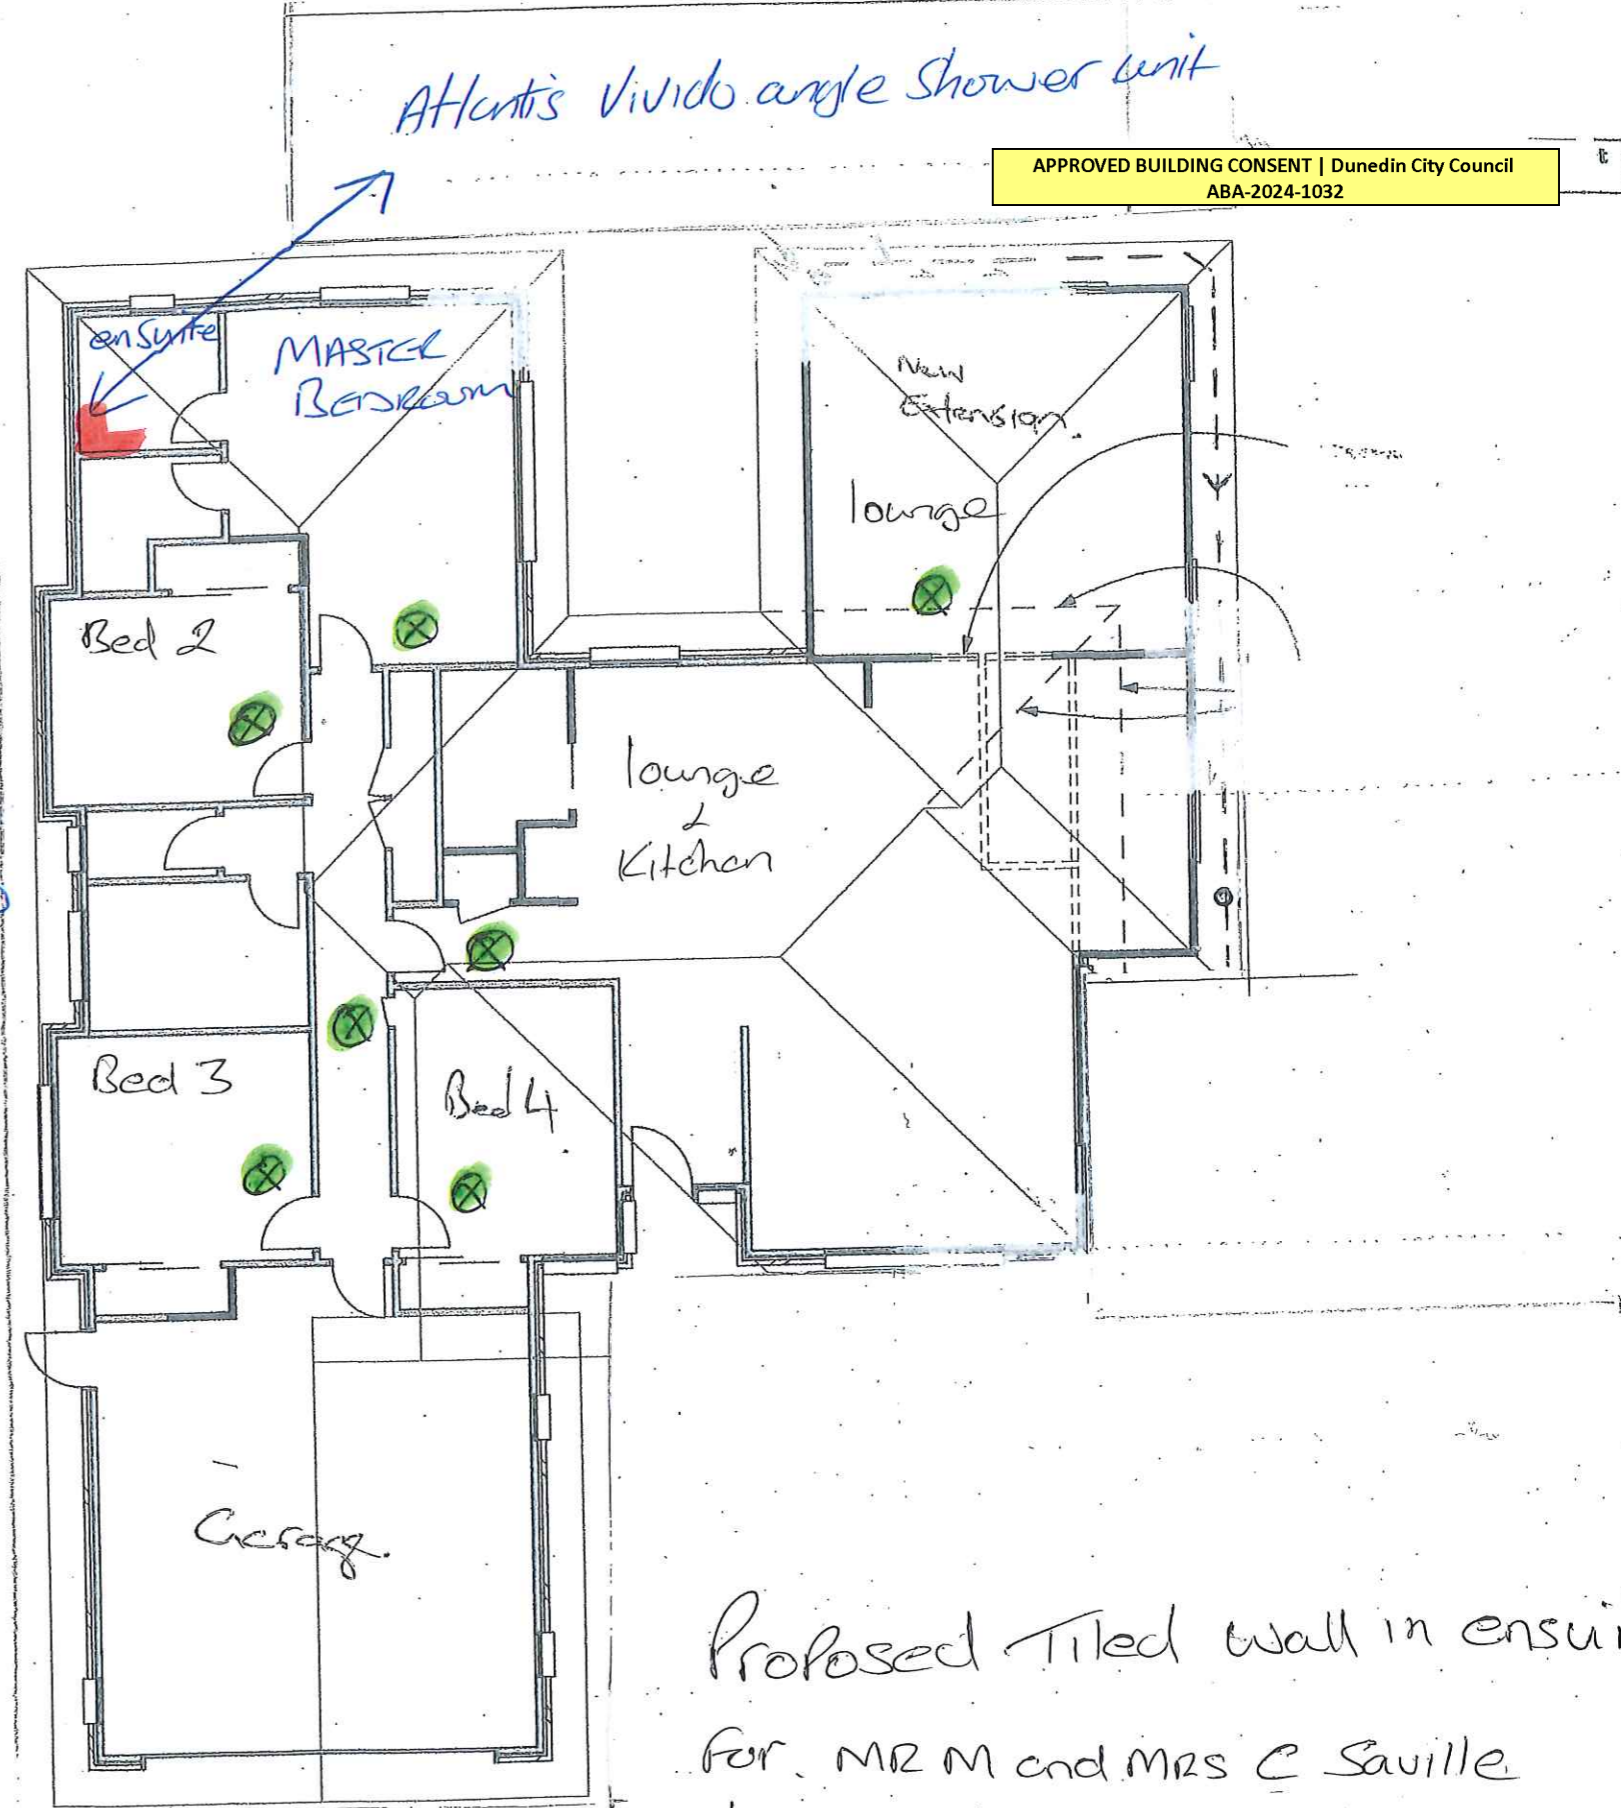 Atlantis Vivido angle Shower unit
APPROVED BUILDING CONSENT | Dunedin City Council
ABA-2024-1032
t
ensuite
MASTER
BEDROOM
New
Extension.
lounge
Bed 2
lounge
&
Kitchen
Bed 3
Bed 4
Garag.
Proposed Tiled wall in ensui
for. MR M and MRS C Saville